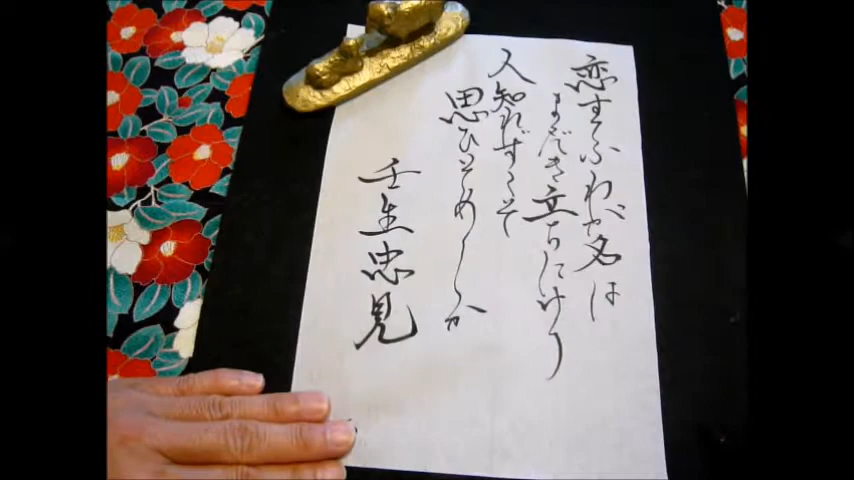 恋すてふわが名は
まだき立ちにけり
人知れずこそ
思ひそめしか
壬生忠見